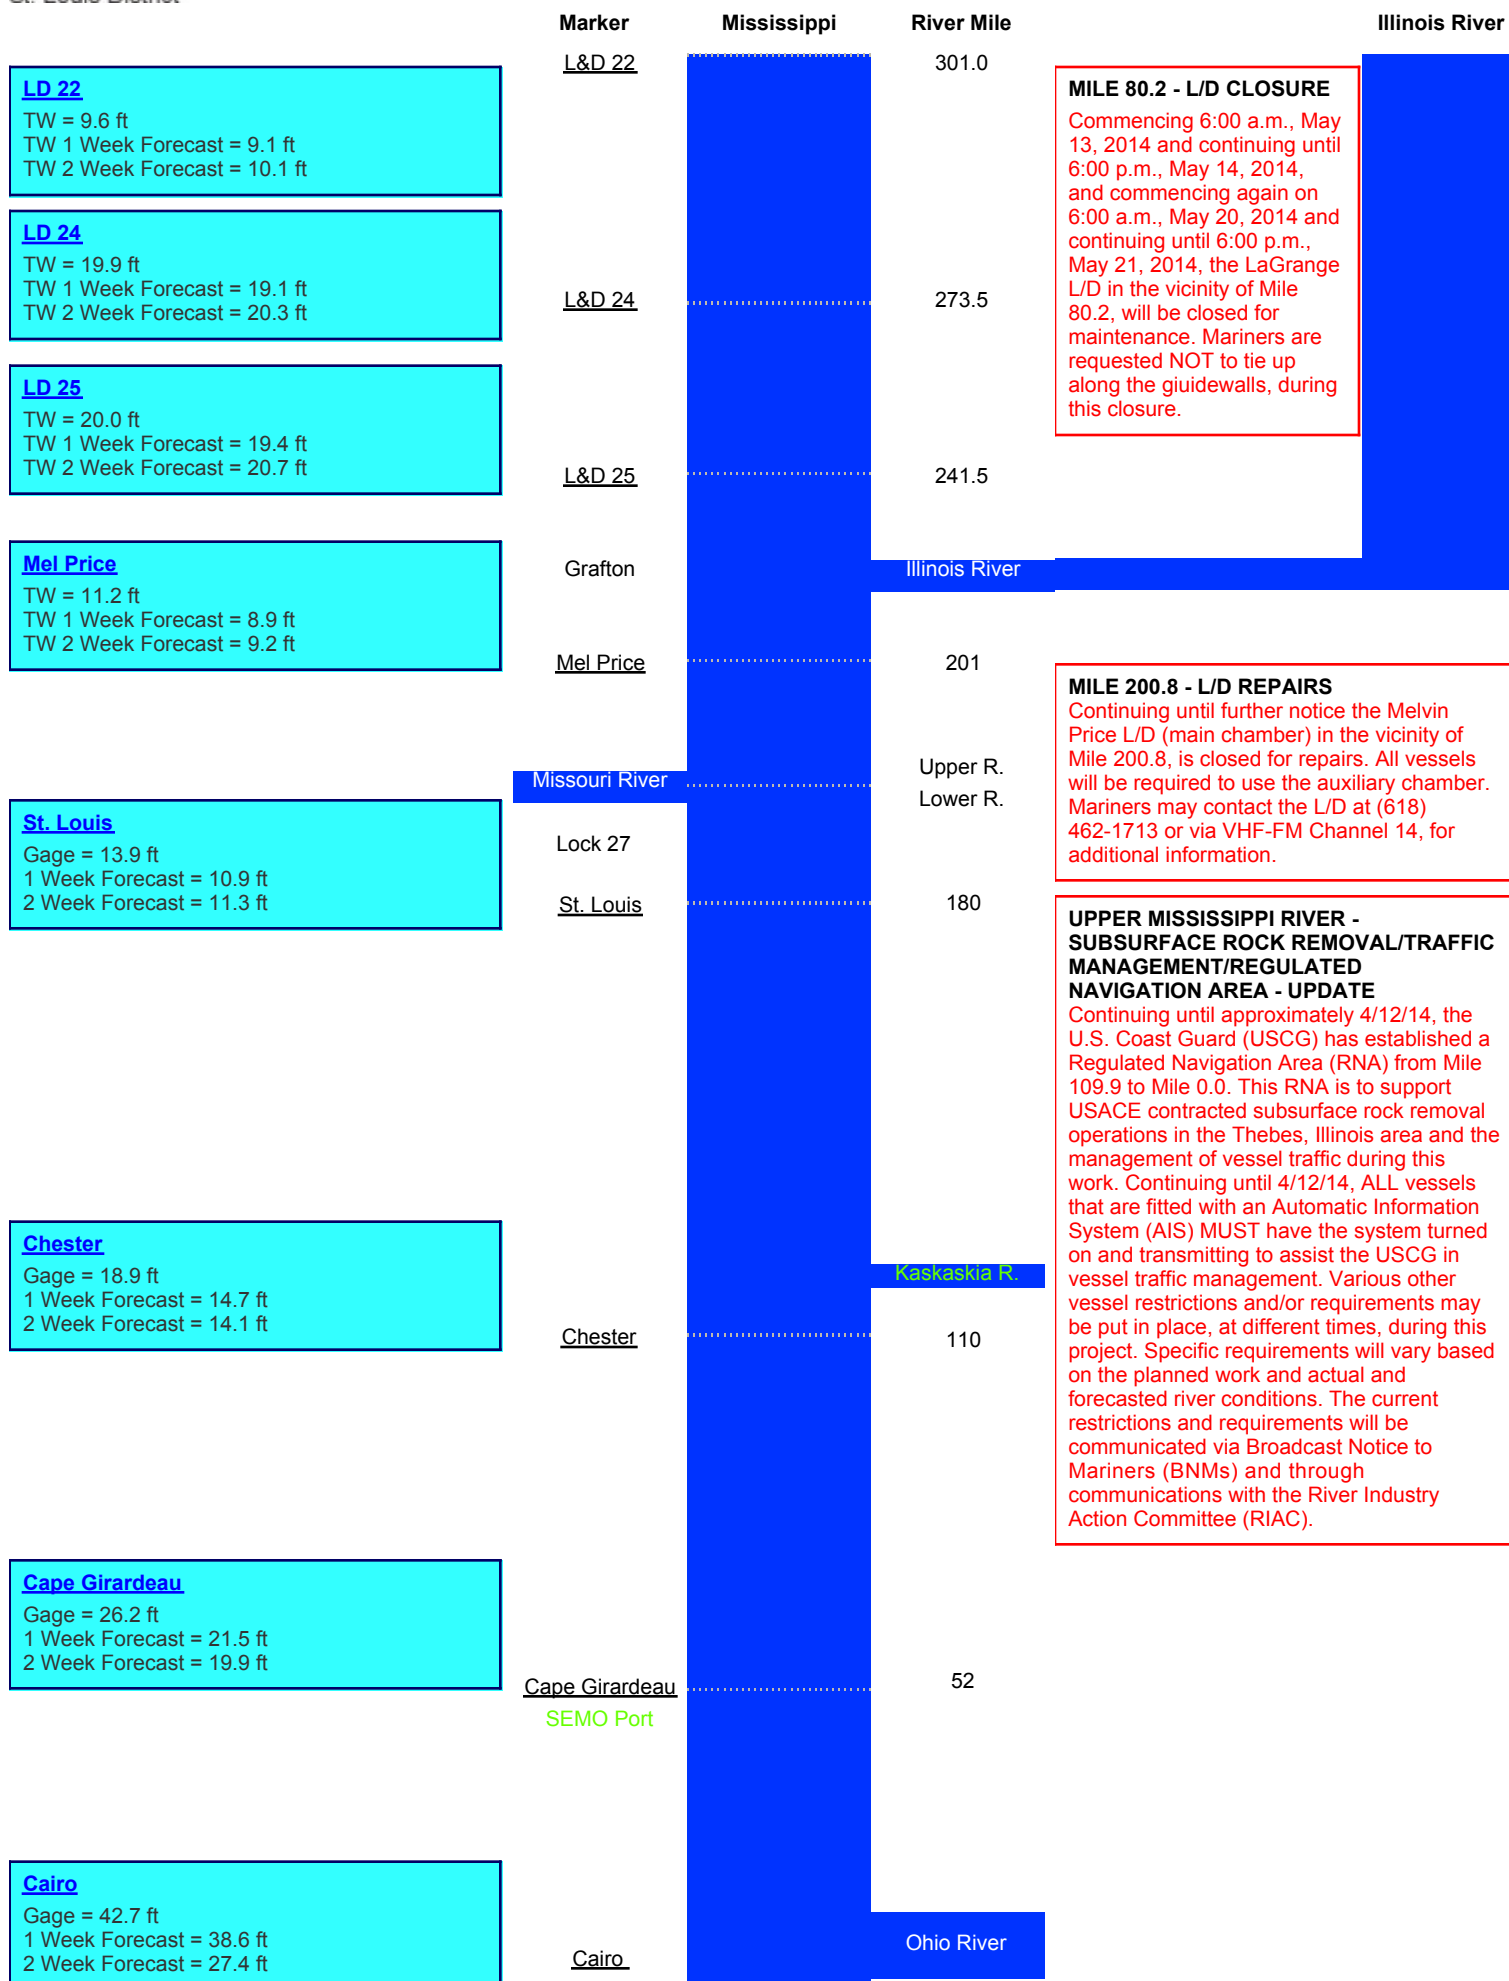 St. Louis District
Marker
Mississippi
River Mile
Illinois River
L&D 22
301.0
LD 22
TW = 9.6 ft
TW 1 Week Forecast = 9.1 ft
TW 2 Week Forecast = 10.1 ft
MILE 80.2 - L/D CLOSURE
Commencing 6:00 a.m., May
13, 2014 and continuing until
6:00 p.m., May 14, 2014,
and commencing again on
6:00 a.m., May 20, 2014 and
continuing until 6:00 p.m.,
May 21, 2014, the LaGrange
L/D in the vicinity of Mile
80.2, will be closed for
maintenance. Mariners are
requested NOT to tie up
along the giuidewalls, during
this closure.
LD 24
TW = 19.9 ft
TW 1 Week Forecast = 19.1 ft
TW 2 Week Forecast = 20.3 ft
L&D 24
273.5
LD 25
TW = 20.0 ft
TW 1 Week Forecast = 19.4 ft
TW 2 Week Forecast = 20.7 ft
L&D 25
241.5
Mel Price
TW = 11.2 ft
TW 1 Week Forecast = 8.9 ft
TW 2 Week Forecast = 9.2 ft
Grafton
Illinois River
Mel Price
201
MILE 200.8 - L/D REPAIRS
Continuing until further notice the Melvin
Price L/D (main chamber) in the vicinity of
Mile 200.8, is closed for repairs. All vessels
will be required to use the auxiliary chamber.
Mariners may contact the L/D at (618)
462-1713 or via VHF-FM Channel 14, for
additional information.
Missouri River
Upper R.
Lower R.
St. Louis
Gage = 13.9 ft
1 Week Forecast = 10.9 ft
2 Week Forecast = 11.3 ft
Lock 27
St. Louis
180
UPPER MISSISSIPPI RIVER -
SUBSURFACE ROCK REMOVAL/TRAFFIC
MANAGEMENT/REGULATED
NAVIGATION AREA - UPDATE
Continuing until approximately 4/12/14, the
U.S. Coast Guard (USCG) has established a
Regulated Navigation Area (RNA) from Mile
109.9 to Mile 0.0. This RNA is to support
USACE contracted subsurface rock removal
operations in the Thebes, Illinois area and the
management of vessel traffic during this
work. Continuing until 4/12/14, ALL vessels
that are fitted with an Automatic Information
System (AIS) MUST have the system turned
on and transmitting to assist the USCG in
vessel traffic management. Various other
vessel restrictions and/or requirements may
be put in place, at different times, during this
project. Specific requirements will vary based
on the planned work and actual and
forecasted river conditions. The current
restrictions and requirements will be
communicated via Broadcast Notice to
Mariners (BNMs) and through
communications with the River Industry
Action Committee (RIAC).
Chester
Gage = 18.9 ft
1 Week Forecast = 14.7 ft
2 Week Forecast = 14.1 ft
Kaskaskia R.
Chester
110
Cape Girardeau
Gage = 26.2 ft
1 Week Forecast = 21.5 ft
2 Week Forecast = 19.9 ft
Cape Girardeau
52
SEMO Port
Cairo
Gage = 42.7 ft
1 Week Forecast = 38.6 ft
2 Week Forecast = 27.4 ft
Cairo
Ohio River